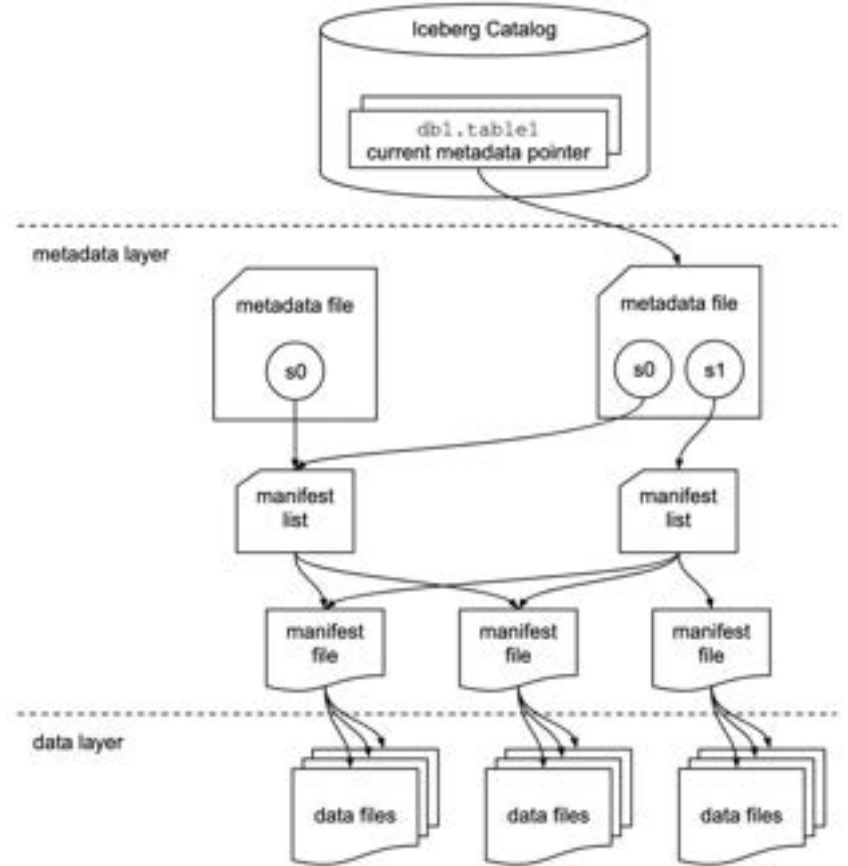 Iceberg Catalog
db1.table1
current metadata pointer
metadata layer
metadata file
metadata file
s0
s0
s1
manifest
list
manifest
list
manifest
file
manifest
file
manifest
file
data layer
data files
data files
data files